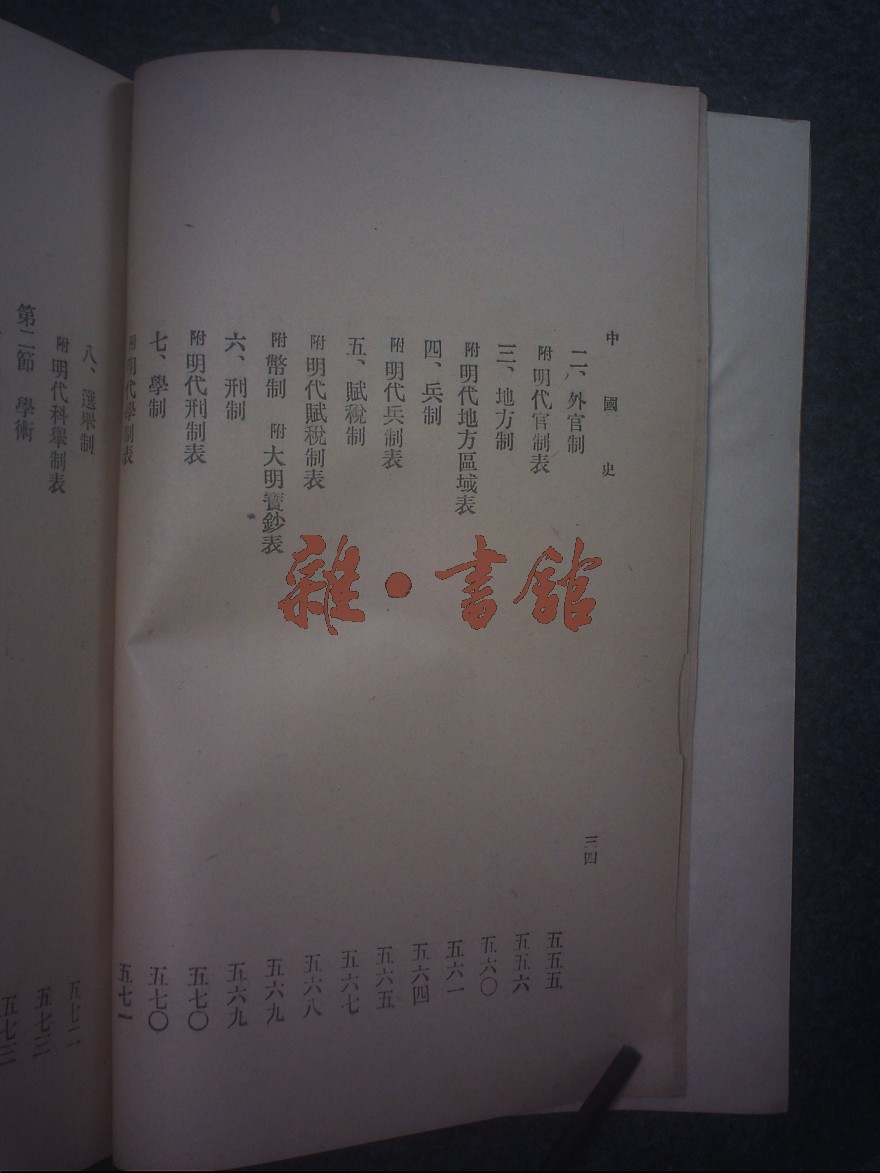 中國史
三四
二、外官制 五五五
附明代官制表 五五六
三、地方制 五六〇
附明代地方區域表 五六一
四、兵制 五六四
附明代兵制表 五六五
五、賦稅制 五六七
附明代賦稅制表 五六八
附幣制 附大明寶鈔表 五六九
六、刑制 五六九
附明代刑制表 五七〇
七、學制 五七〇
附明代學制表 五七一
八、選舉制 五七二
附明代科舉制表 五七三
第二節 學術 五七三
雜·書館